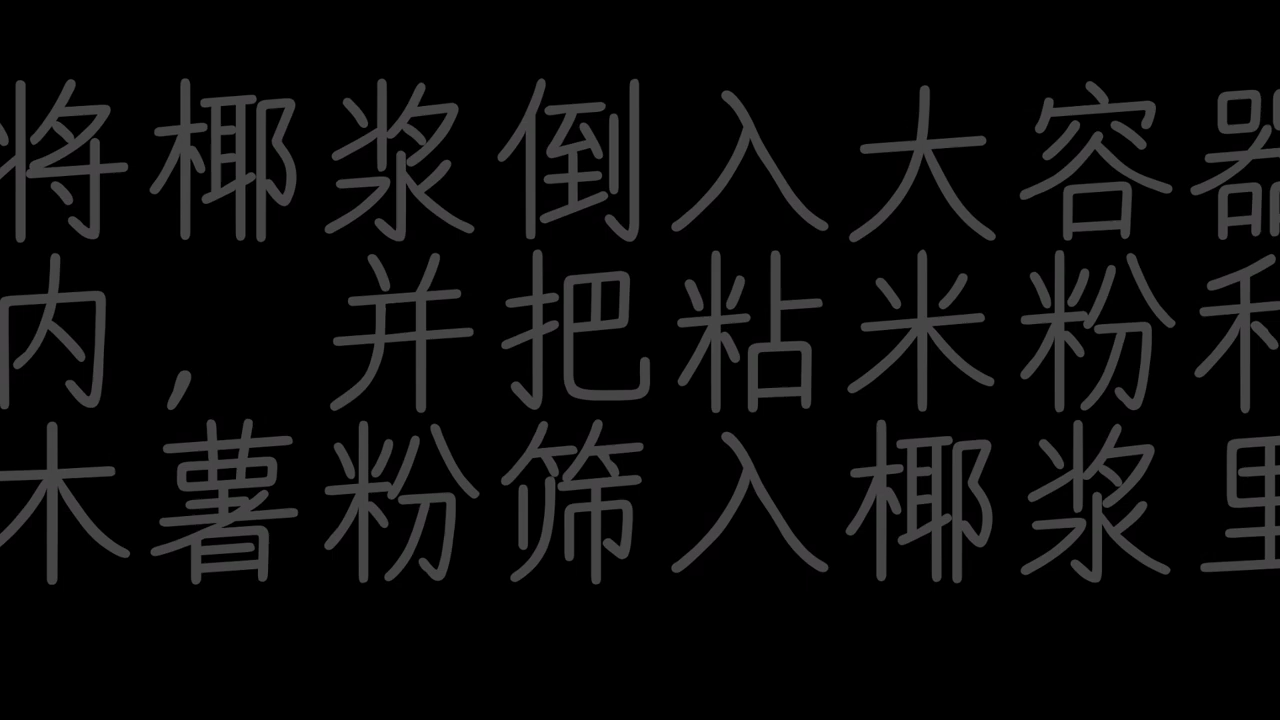 将椰浆倒入大容器
内，并把粘米粉和
木薯粉筛入椰浆里